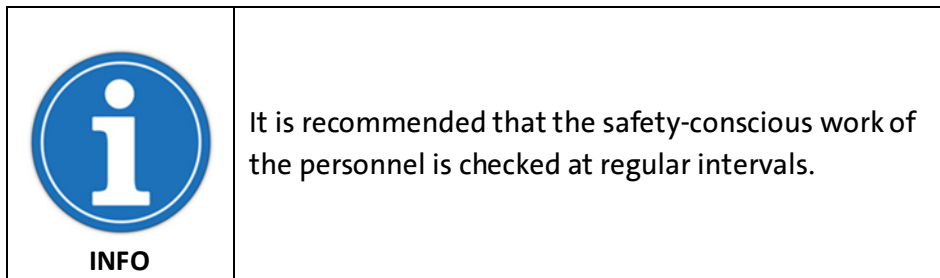 It is recommended that the safety-conscious work of
the personnel is checked at regular intervals.
INFO